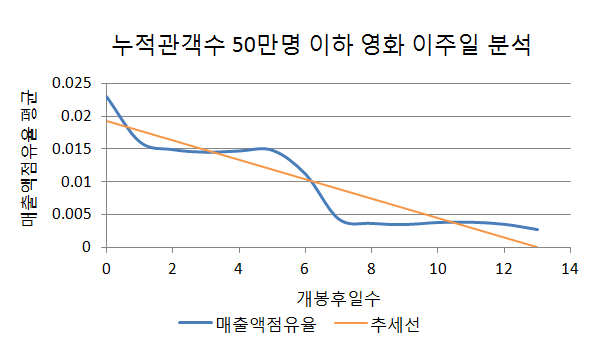 누적관객수 50만명 이하 영화 이주일 분석
매출액점유율 평균
0.025
0.02
0.015
0.01
0.005
0
0 2 4 6 8 10 12 14
개봉후일수
매출액점유율 추세선